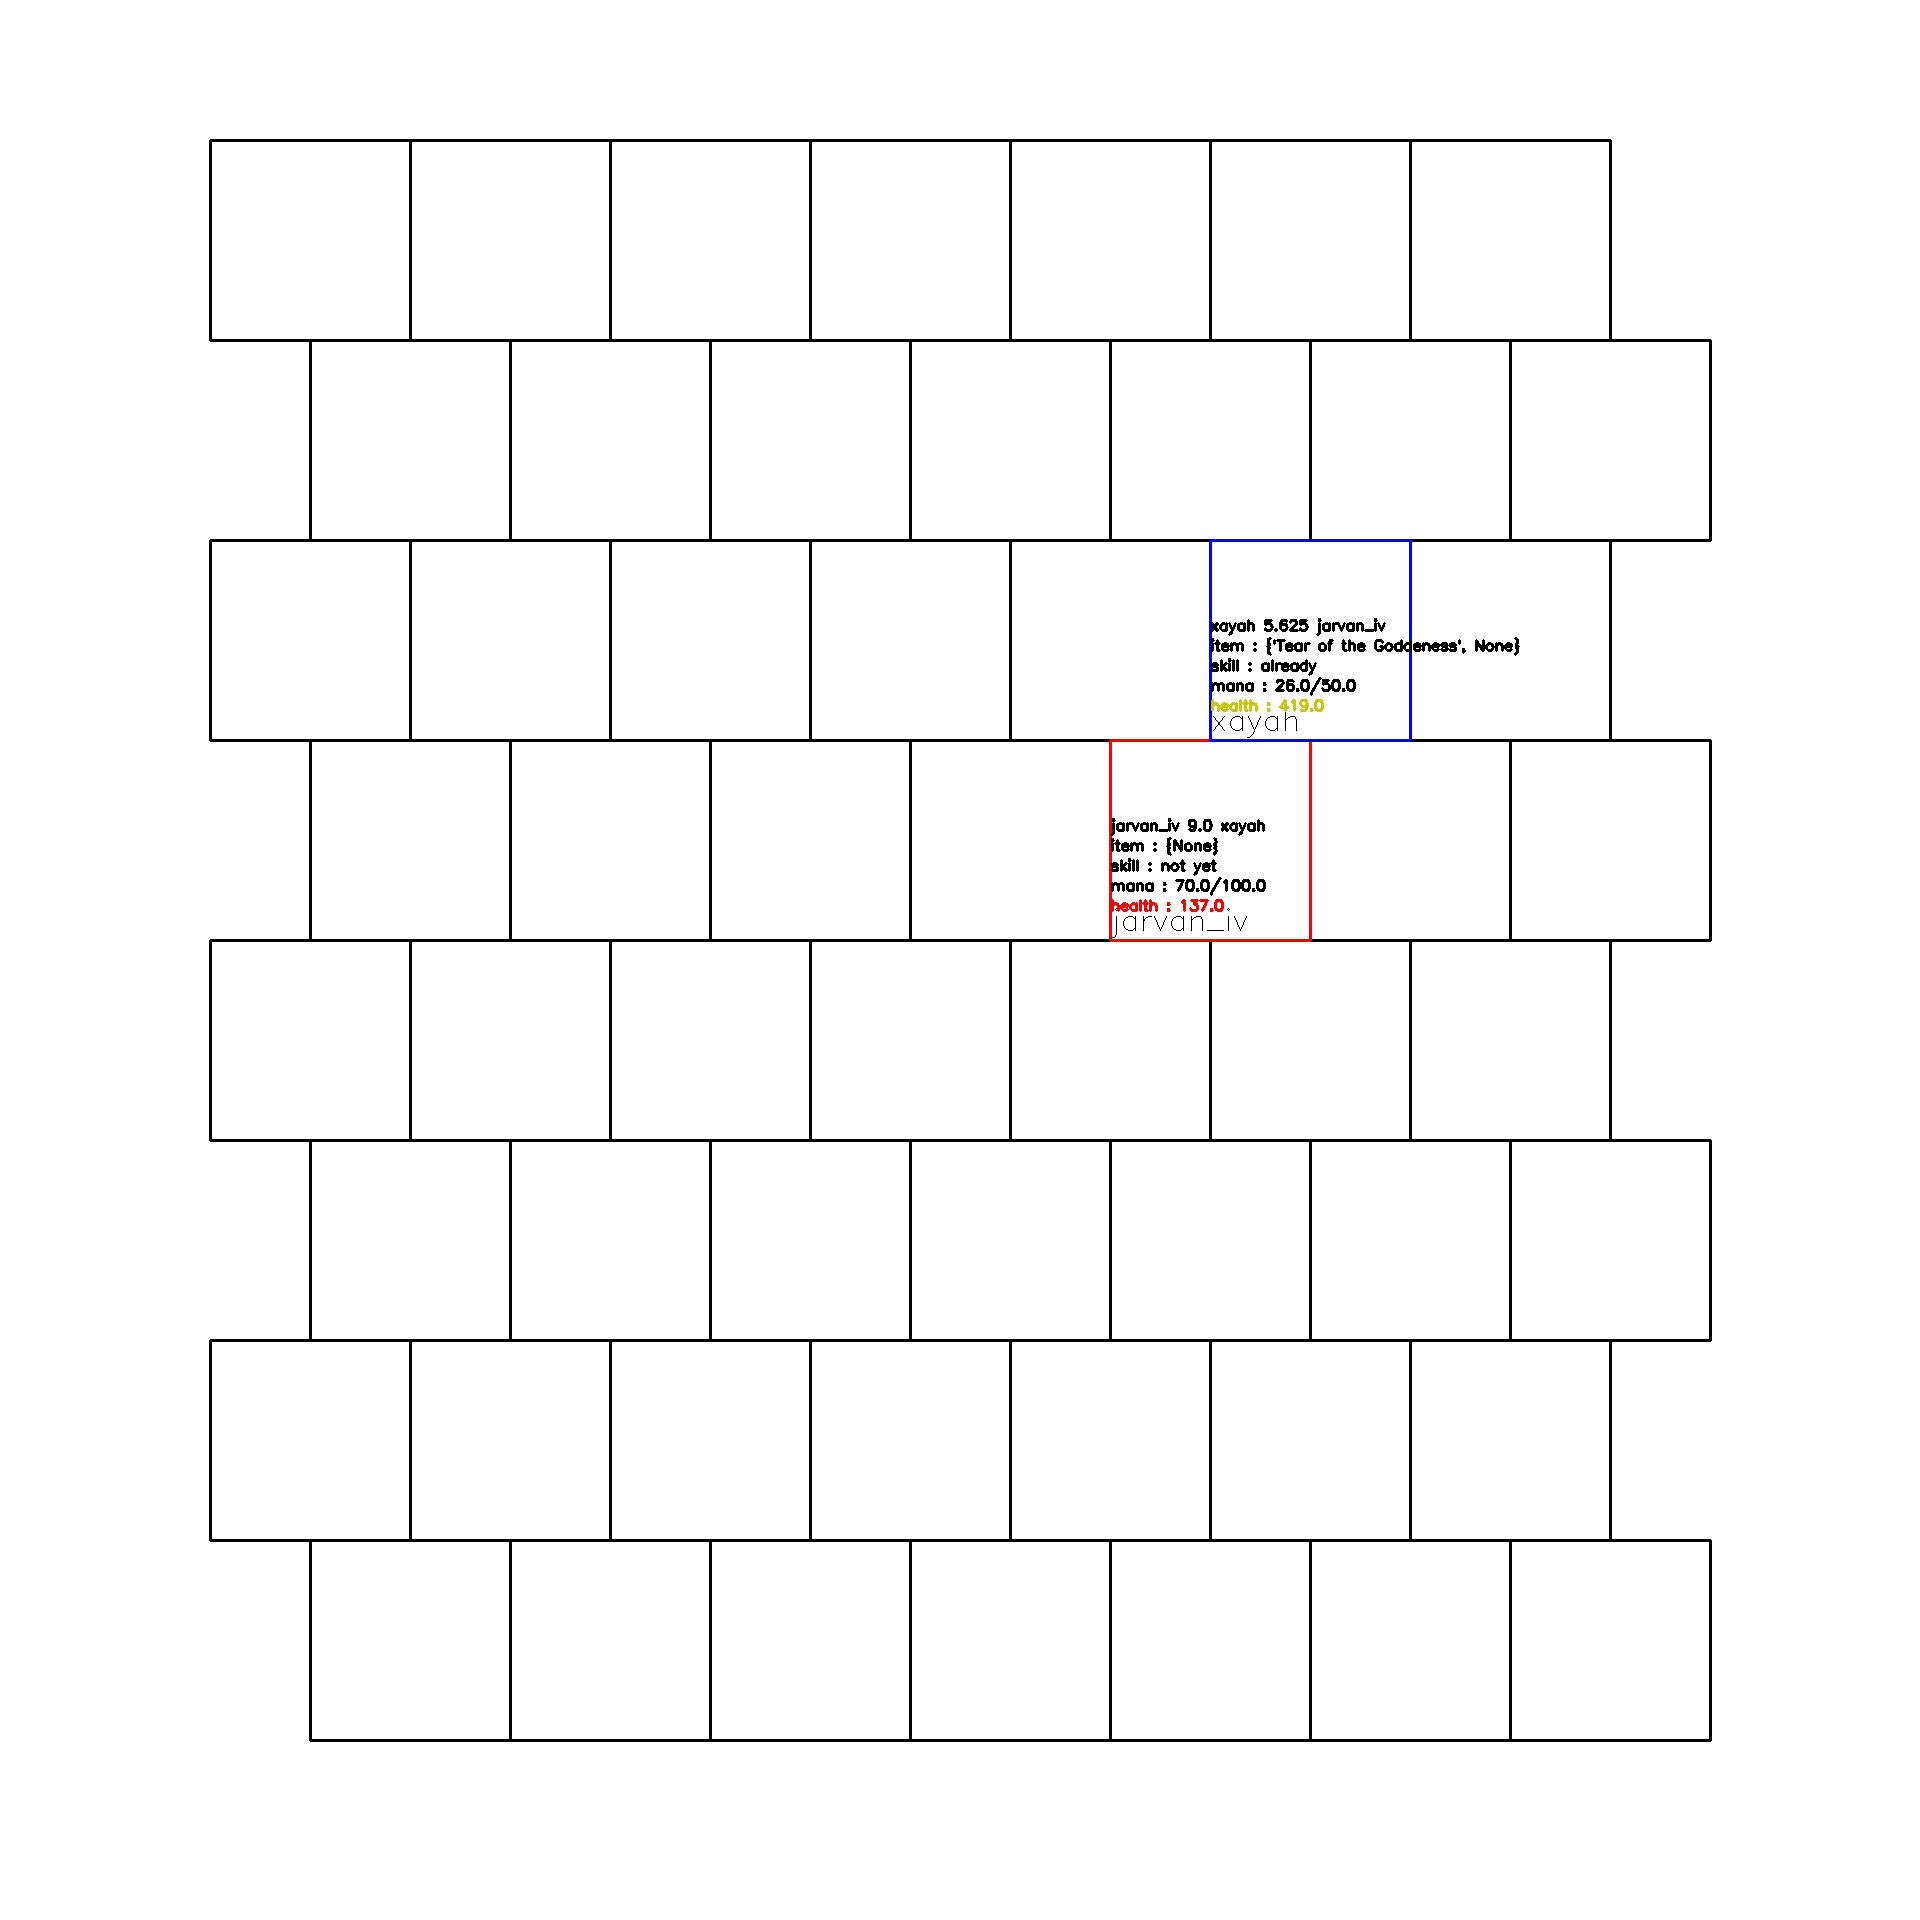 xayah 5.625 jarvan_iv
item : {'Tear of the Goddeness', None}
skill : already
mana : 26.0/50.0
health : 419.0
xayah
jarvan_iv 9.0 xayah
item : {None}
skill : not yet
mana : 70.0/100.0
health : 137.0
jarvan_iv